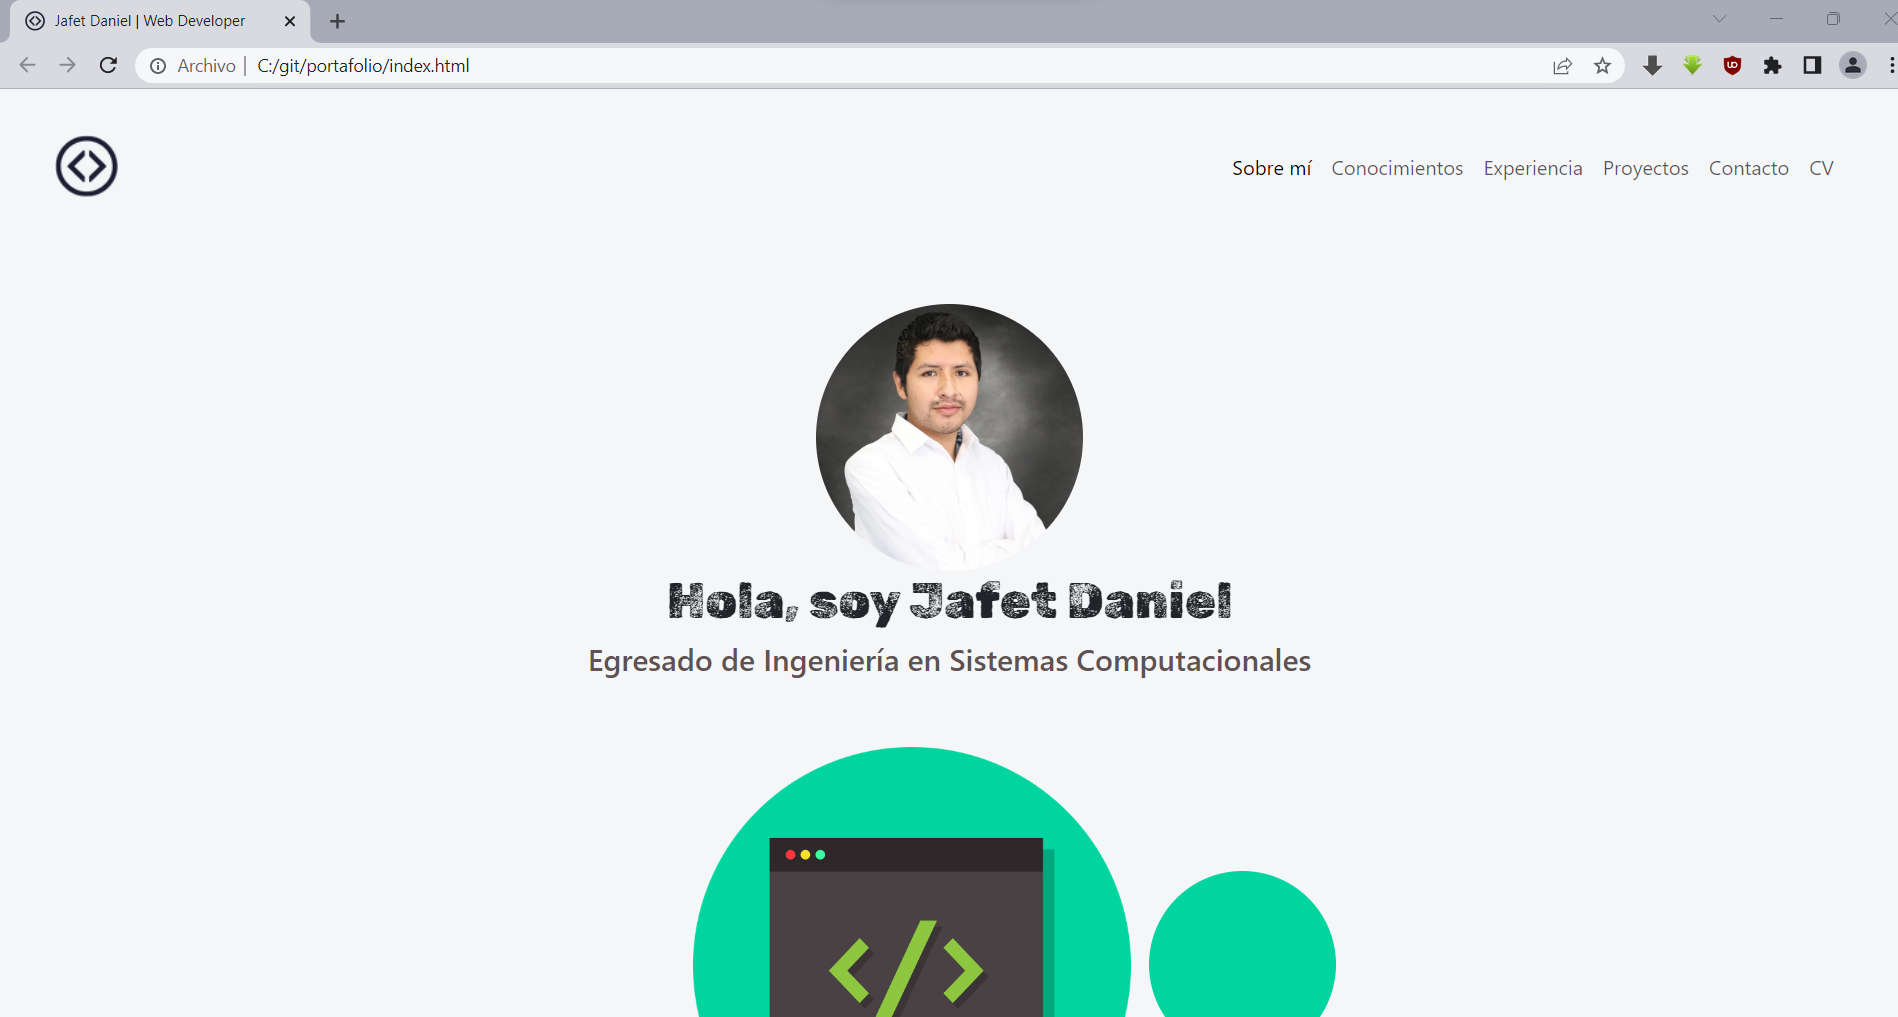 Jafet Daniel | Web Developer
Archivo | C:/git/portafolio/index.html
Sobre mí Conocimientos Experiencia Proyectos Contacto CV
Hola, soy Jafet Daniel
Egresado de Ingeniería en Sistemas Computacionales